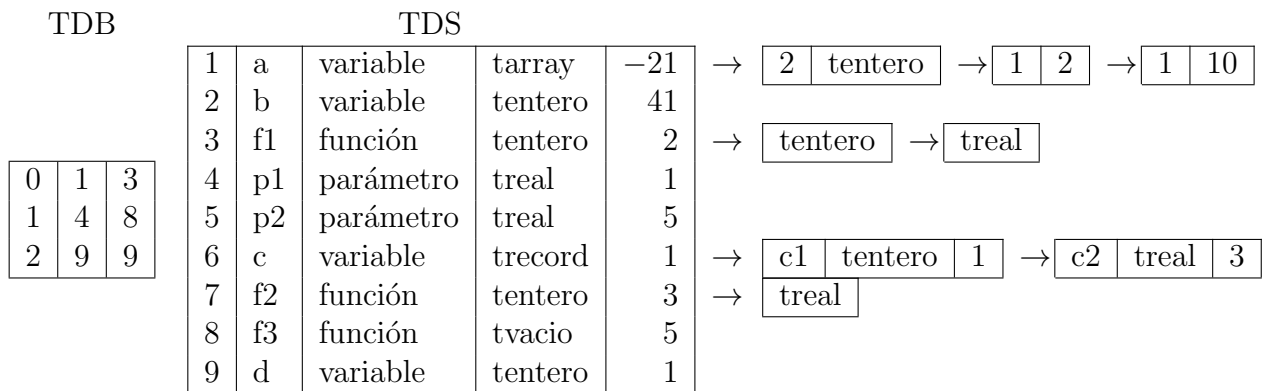 TDB TDS
1 a variable tarray −21 → 2 tentero → 1 2 → 1 10
2 b variable tentero 41
3 f1 función tentero 2 → tentero → treal
0 1 3 4 p1 parámetro treal 1
1 4 8 5 p2 parámetro treal 5
2 9 9 6 c variable trecord 1 → c1 tentero 1 → c2 treal 3
7 f2 función tentero 3 → treal
8 f3 función tvacio 5
9 d variable tentero 1